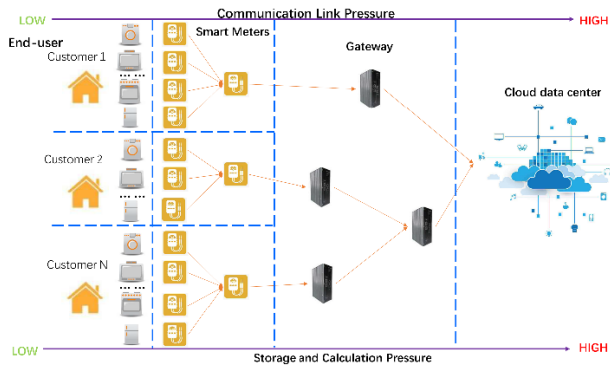 Communication Link Pressure
LOW
HIGH
End-user
Smart Meters
Gateway
Customer 1
Cloud data center
Customer 2
Customer N
LOW
HIGH
Storage and Calculation Pressure